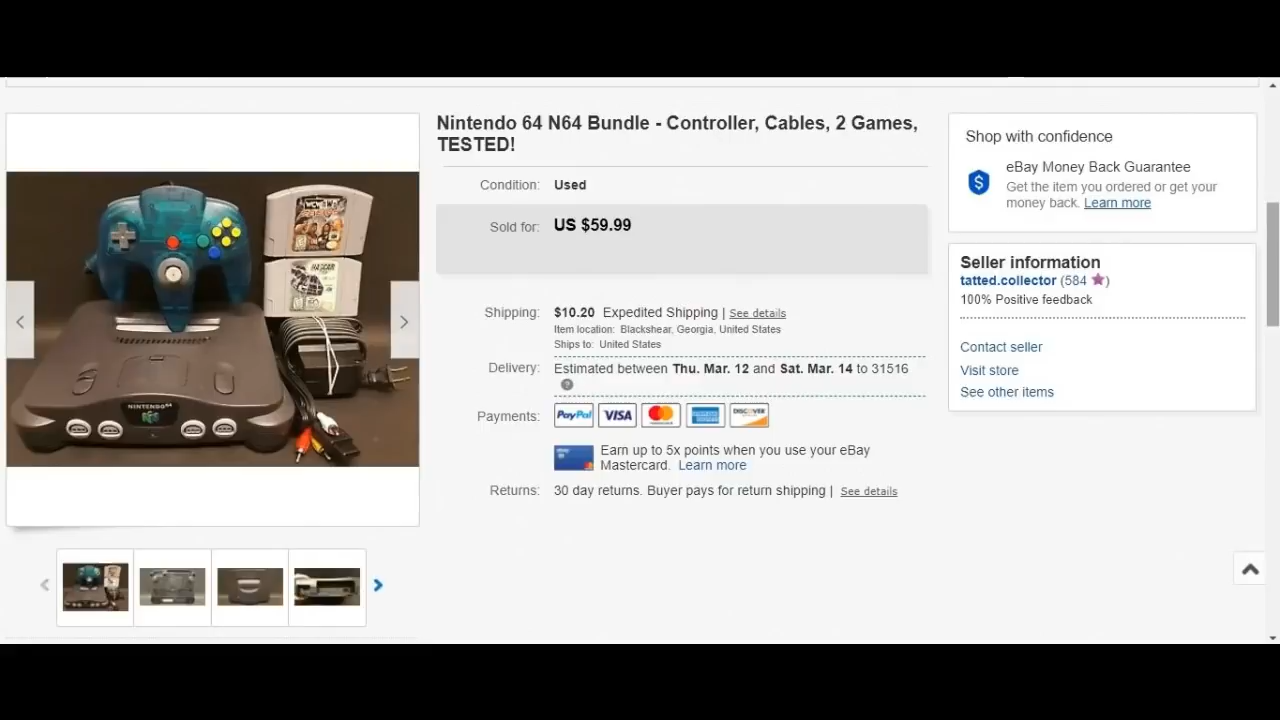 Nintendo 64 N64 Bundle - Controller, Cables, 2 Games,
TESTED!
Condition: Used
Sold for: US $59.99
Shipping: $10.20 Expedited Shipping | See details
Item location: Blackshear, Georgia, United States
Ships to: United States
Delivery: Estimated between Thu. Mar. 12 and Sat. Mar. 14 to 31516
?
Payments: PayPal VISA DISCOVER
Earn up to 5x points when you use your eBay
Mastercard. Learn more
Returns: 30 day returns. Buyer pays for return shipping | See details
Shop with confidence
eBay Money Back Guarantee
Get the item you ordered or get your
money back. Learn more
Seller information
tatted.collector (584 )
100% Positive feedback
Contact seller
Visit store
See other items
WCW
NINTENDO 64